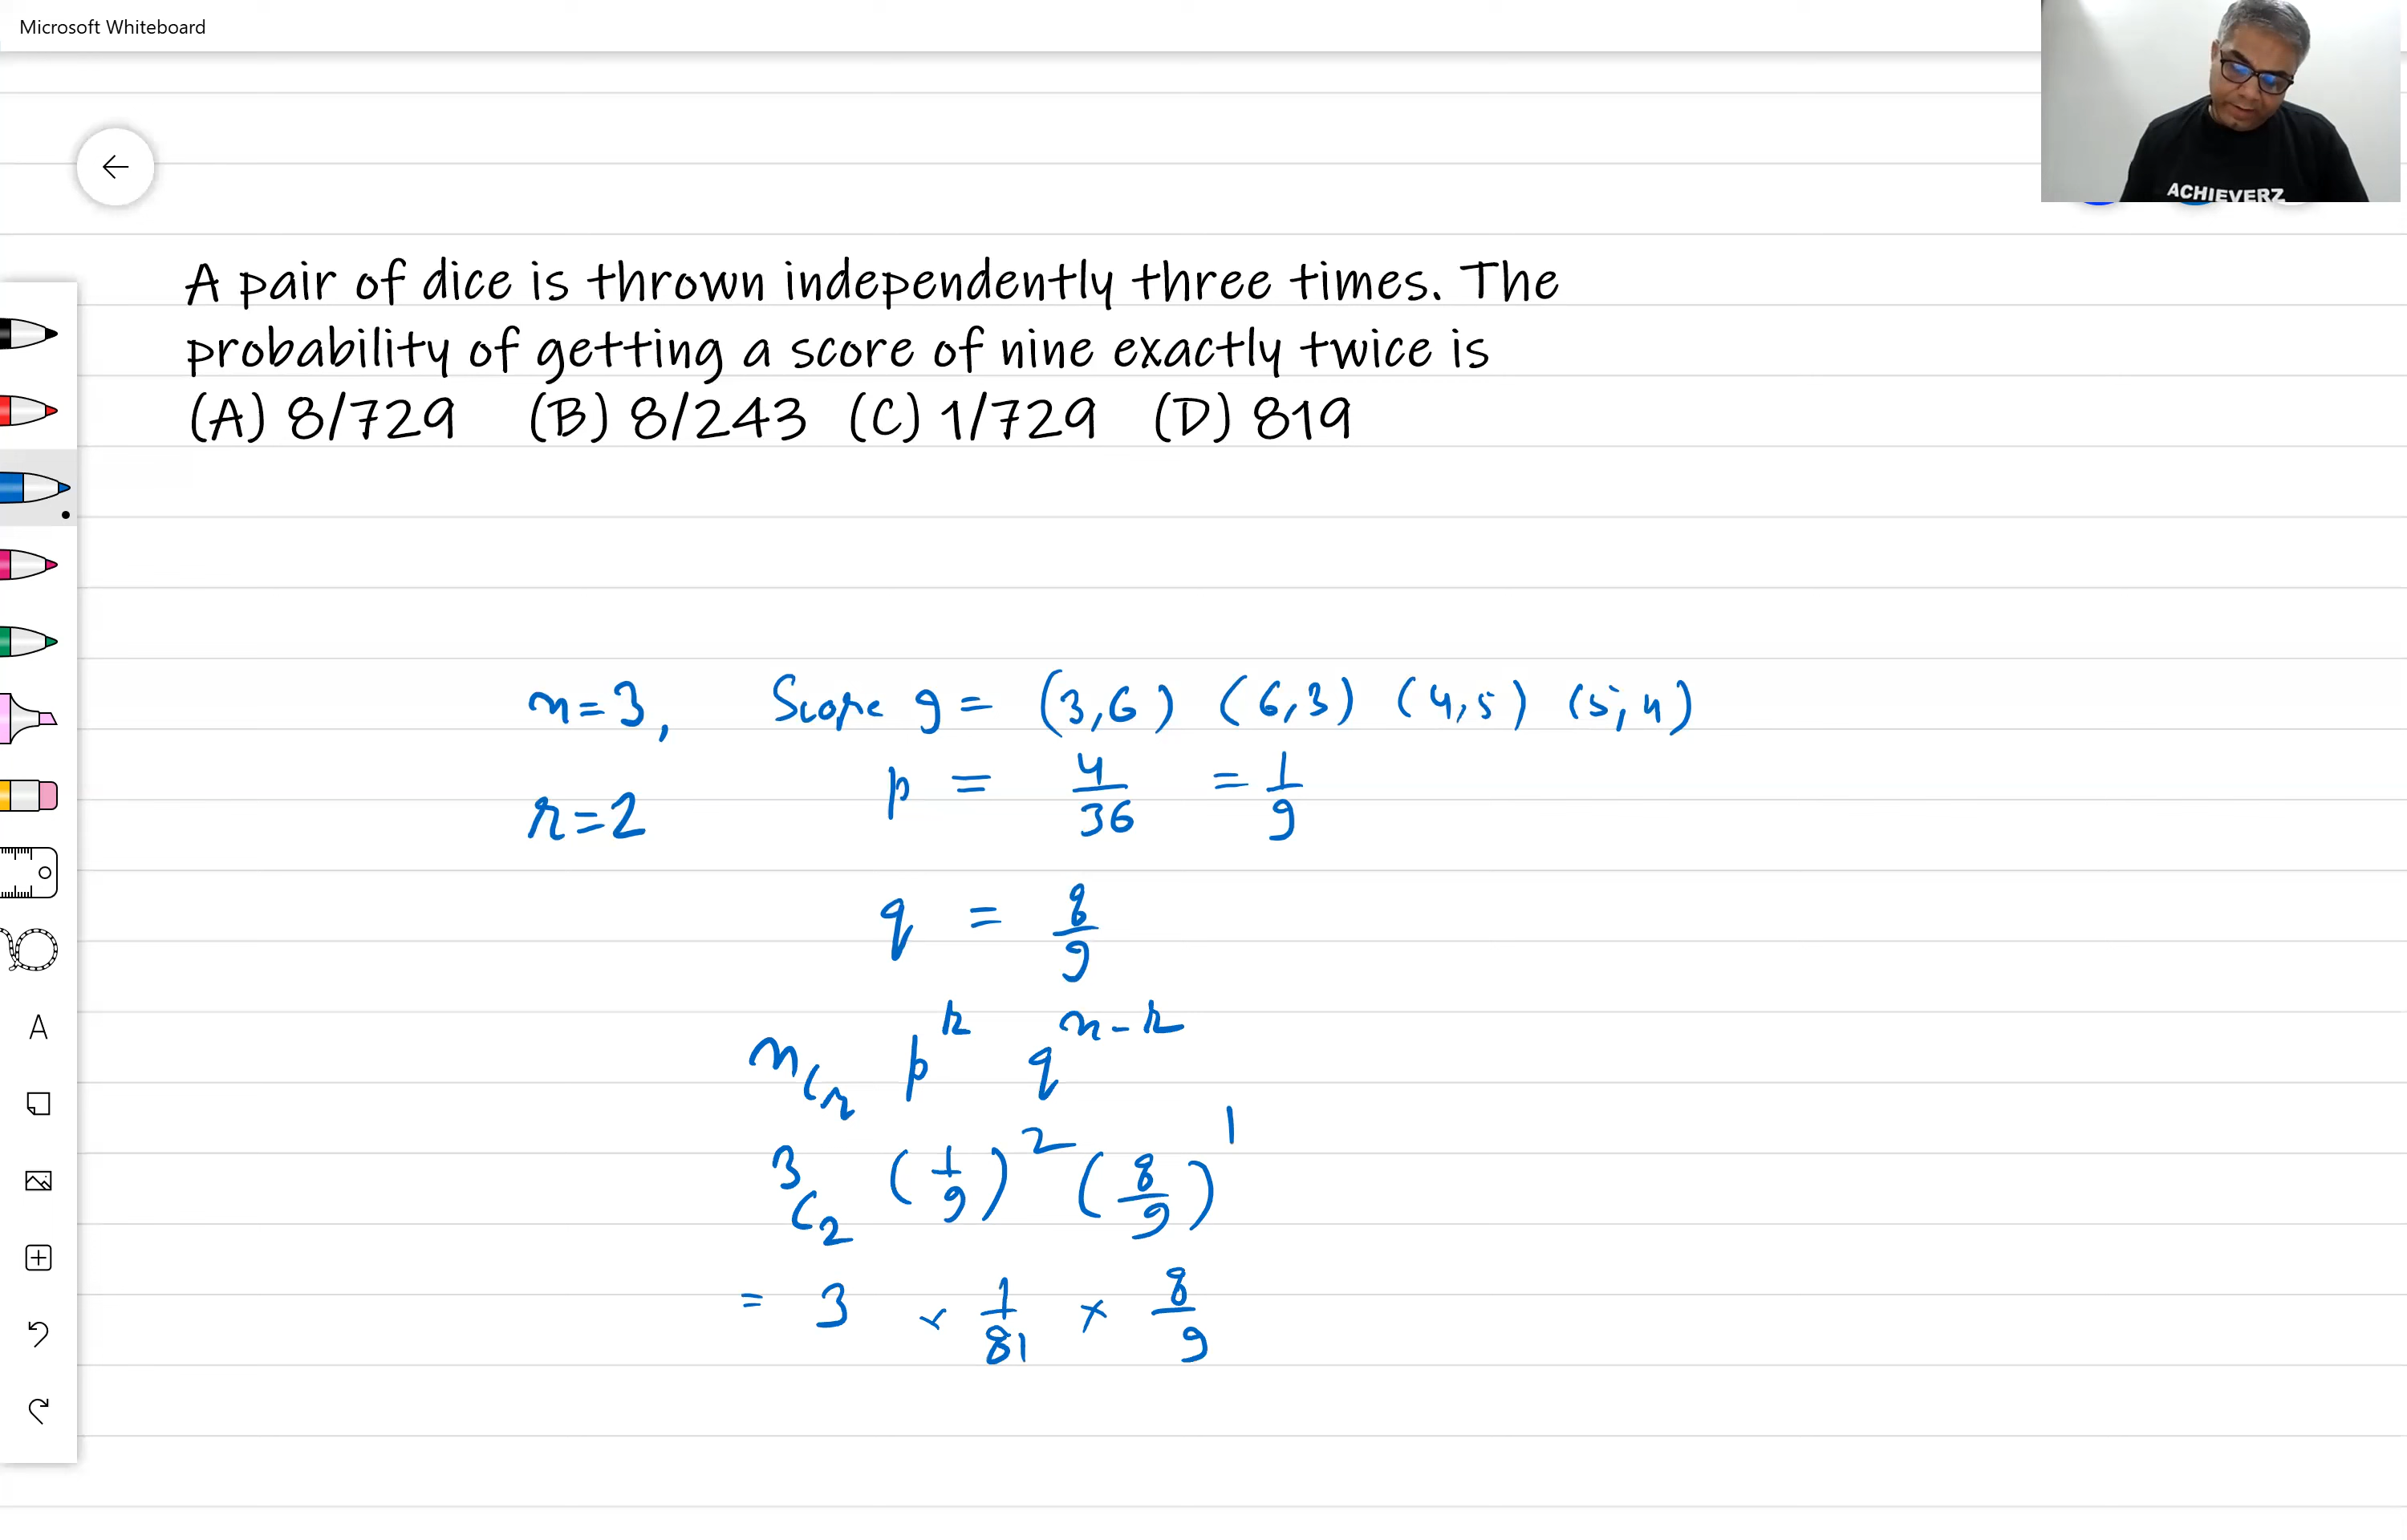 Microsoft Whiteboard
ACHIEVERZ
A pair of dice is thrown independently three times. The
probability of getting a score of nine exactly twice is
(A) 8/729 (B) 8/243 (C) 1/729 (D) 819
n=3, Score 9 = (3,6) (6,3) (4,5) (5,4)
r=2 p = 4/36 = 1/9
q = 8/9
nCr p^r q^n-r
3C2 (1/9)^2 (8/9)^1
= 3 × 1/81 × 8/9
A